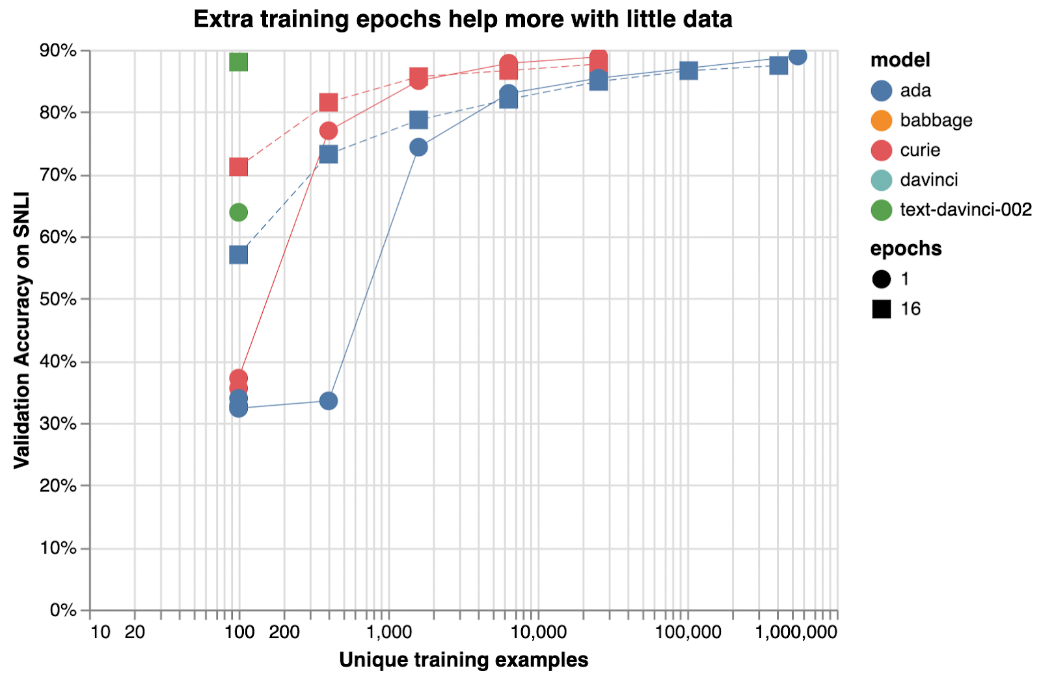 Extra training epochs help more with little data
90%
80%
70%
60%
50%
40%
30%
20%
10%
0%
Validation Accuracy on SNLI
10 20 100 200 1,000 10,000 100,000 1,000,000
Unique training examples
model
ada
babbage
curie
davinci
text-davinci-002
epochs
1
16